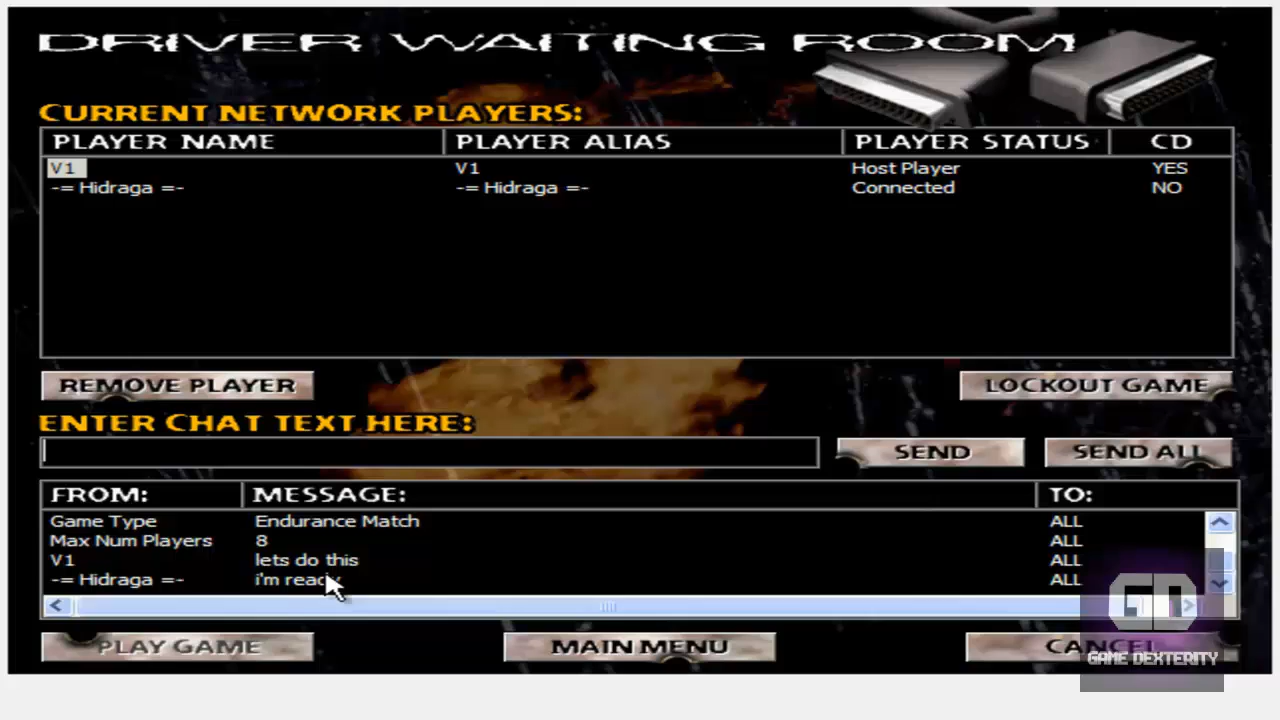 DRIVER WAITING ROOM
CURRENT NETWORK PLAYERS:
PLAYER NAME PLAYER ALIAS PLAYER STATUS CD
V1 V1 Host Player YES
-= Hidraga =- -= Hidraga =- Connected NO
REMOVE PLAYER LOCKOUT GAME
ENTER CHAT TEXT HERE:
SEND SEND ALL
FROM: MESSAGE: TO:
Game Type Endurance Match ALL
Max Num Players 8 ALL
V1 lets do this ALL
-= Hidraga =- i'm ready ALL
PLAY GAME MAIN MENU CANCEL
GD
GAME DEXTERITY